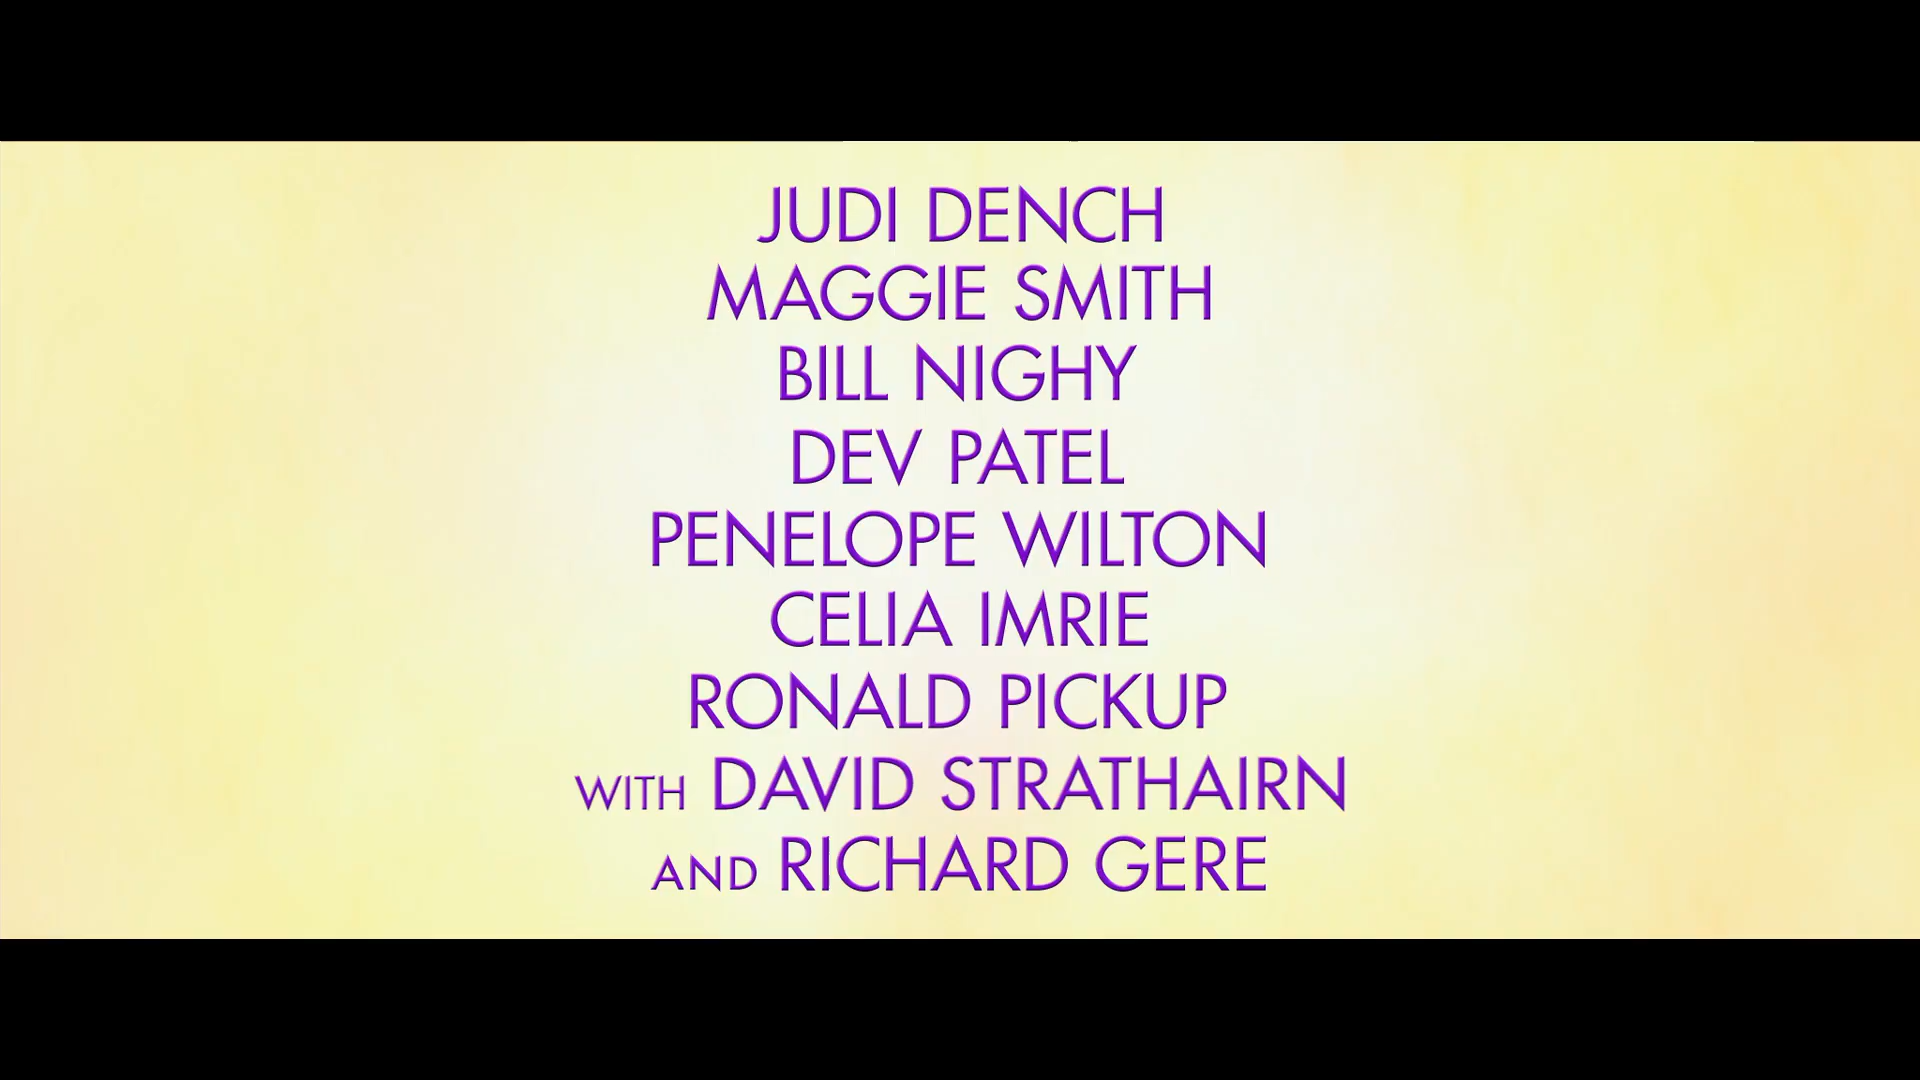 JUDI DENCH
MAGGIE SMITH
BILL NIGHY
DEV PATEL
PENELOPE WILTON
CELIA IMRIE
RONALD PICKUP
WITH DAVID STRATHAIRN
AND RICHARD GERE